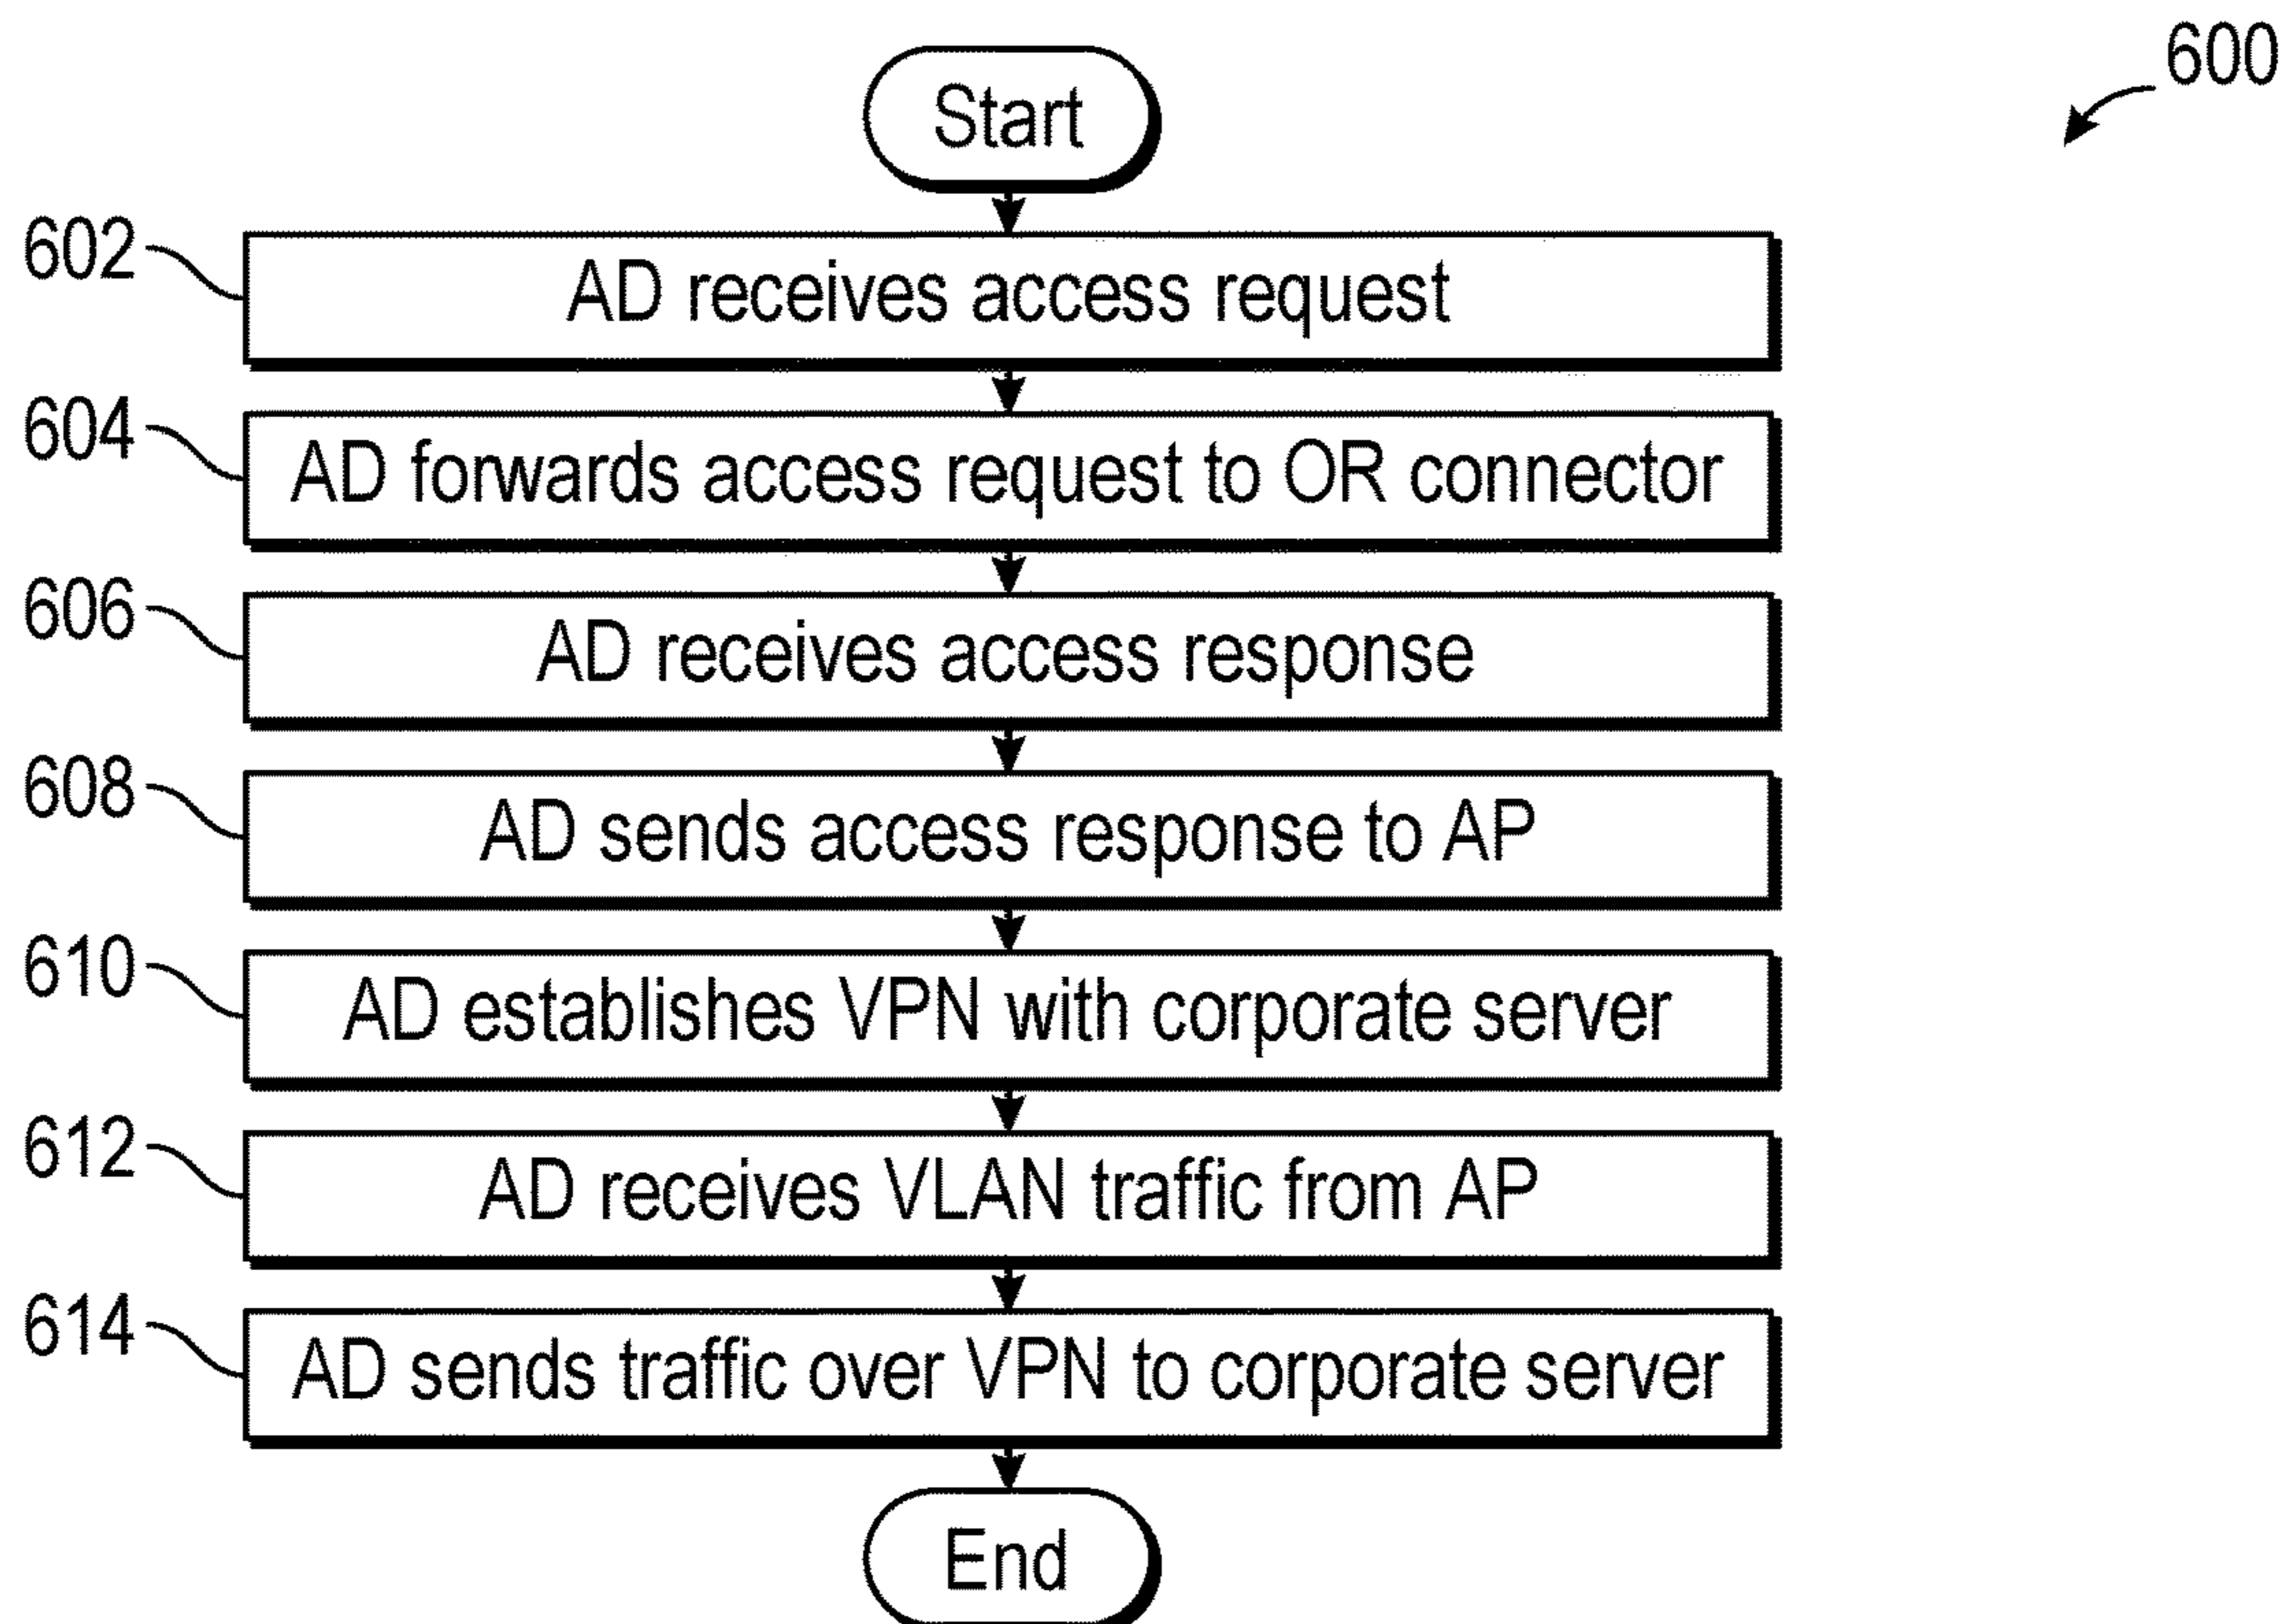 600
Start
602
AD receives access request
604
AD forwards access request to OR connector
606
AD receives access response
608
AD sends access response to AP
610
AD establishes VPN with corporate server
612
AD receives VLAN traffic from AP
614
AD sends traffic over VPN to corporate server
End